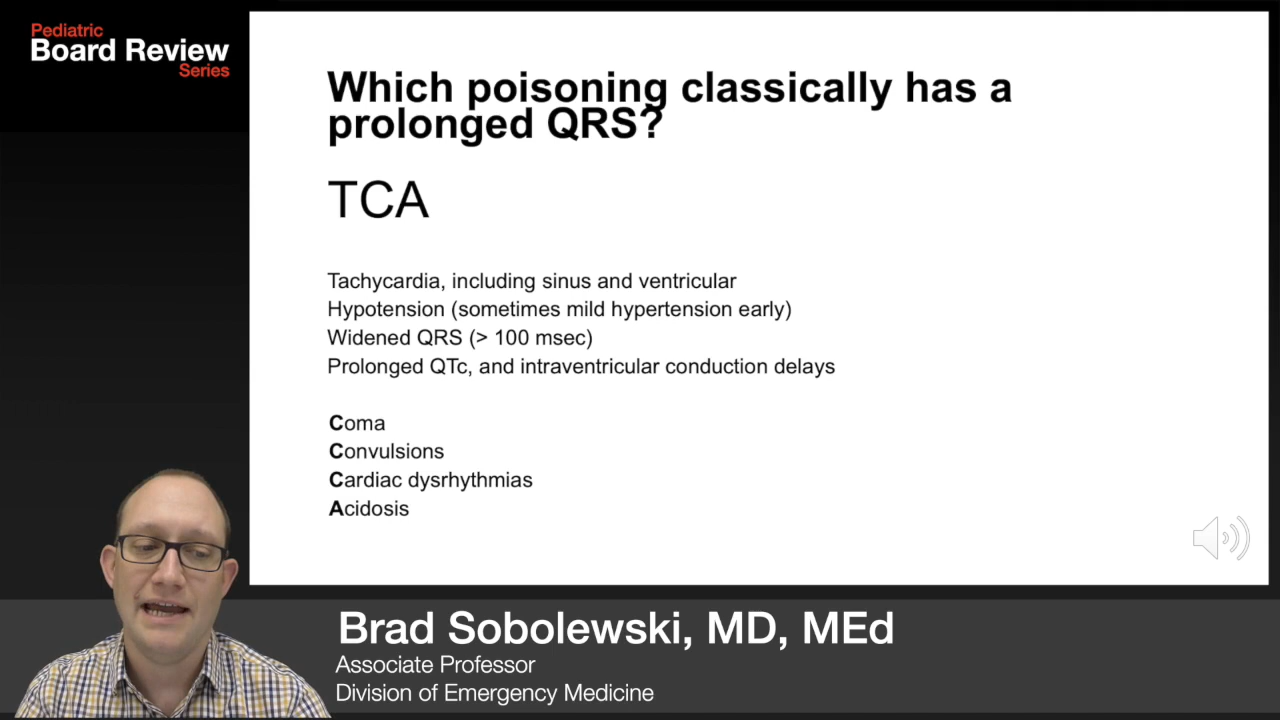 Pediatric
Board Review
Series
Which poisoning classically has a
prolonged QRS?
TCA
Tachycardia, including sinus and ventricular
Hypotension (sometimes mild hypertension early)
Widened QRS (> 100 msec)
Prolonged QTc, and intraventricular conduction delays
Coma
Convulsions
Cardiac dysrhythmias
Acidosis
Brad Sobolewski, MD, MEd
Associate Professor
Division of Emergency Medicine